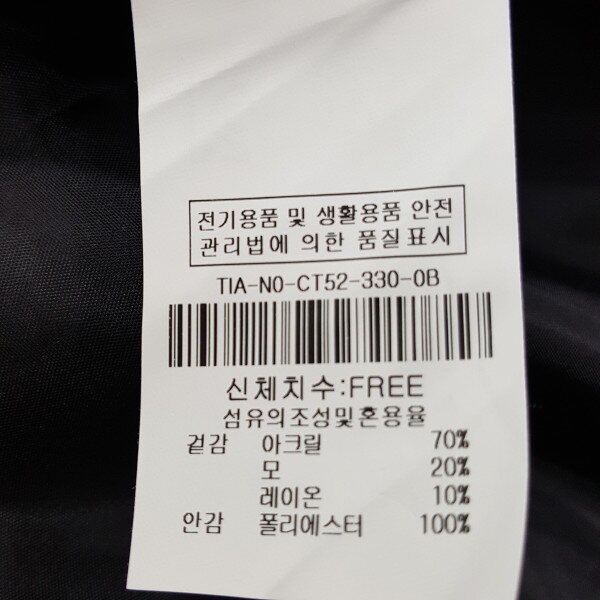 전기용품 및 생활용품 안전
관리법에 의한 품질표시
TIA-N0-CT52-330-0B
신체치수:FREE
섬유의조성및혼용율
겉감 아크릴 70%
모 20%
레이온 10%
안감 폴리에스터 100%